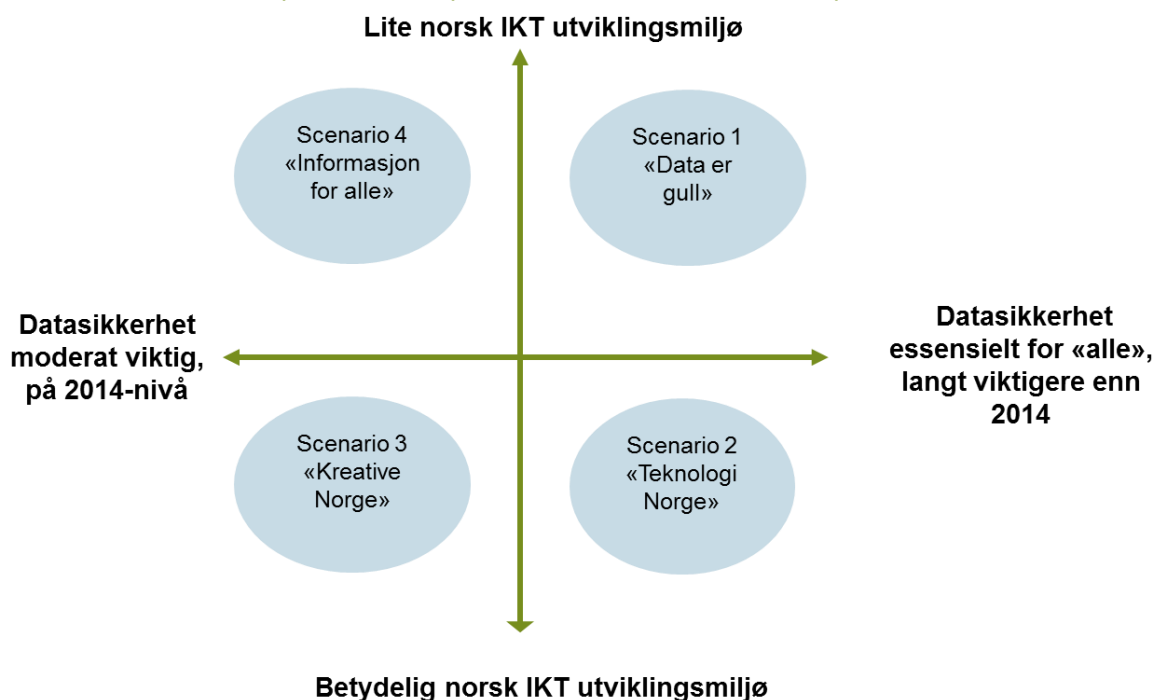 Lite norsk IKT utviklingsmiljø
Scenario 4
«Informasjon
for alle»
Scenario 1
«Data er
gull»
Datasikkerhet
moderat viktig,
på 2014-nivå
Datasikkerhet
essensielt for «alle»,
langt viktigere enn
2014
Scenario 3
«Kreative
Norge»
Scenario 2
«Teknologi
Norge»
Betydelig norsk IKT utviklingsmiljø